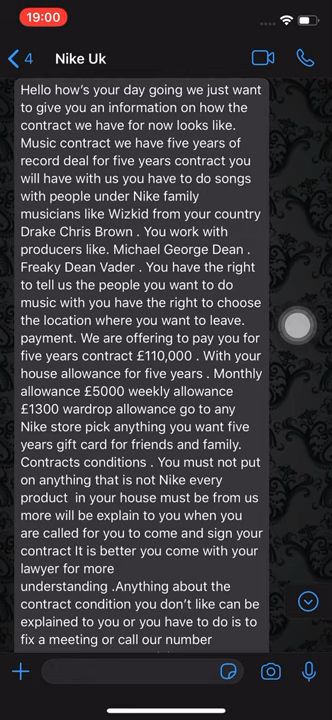 19:00
4
Nike Uk
Hello how's your day going we just want
to give you an information on how the
contract we have for now looks like.
Music contract we have five years of
record deal for five years contract you
will have with us you have to do songs
with people under Nike family
musicians like Wizkid from your country
Drake Chris Brown . You work with
producers like. Michael George Dean .
Freaky Dean Vader . You have the right
to tell us the people you want to do
music with you have the right to choose
the location where you want to leave.
payment. We are offering to pay you for
five years contract £110,000 . With your
house allowance for five years . Monthly
allowance £5000 weekly allowance
£1300 wardrop allowance go to any
Nike store pick anything you want five
years gift card for friends and family.
Contracts conditions . You must not put
on anything that is not Nike every
product  in your house must be from us
more will be explain to you when you
are called for you to come and sign your
contract It is better you come with your
lawyer for more
understanding .Anything about the
contract condition you don't like can be
explained to you or you have to do is to
fix a meeting or call our number